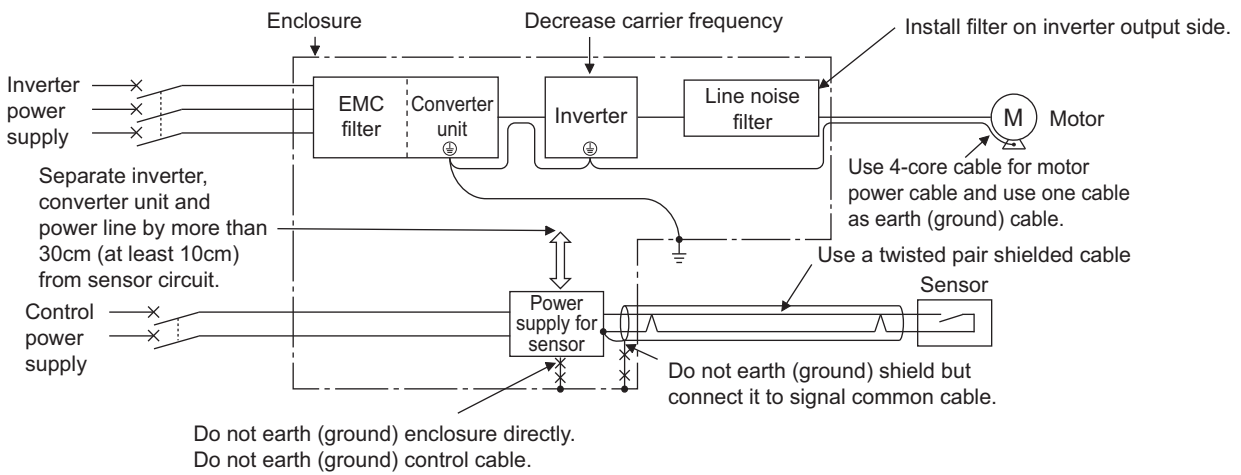 Enclosure
Decrease carrier frequency
Install filter on inverter output side.
Inverter
power
supply
EMC
filter
Converter
unit
Inverter
Line noise
filter
M
Motor
Use 4-core cable for motor
power cable and use one cable
as earth (ground) cable.
Separate inverter,
converter unit and
power line by more than
30cm (at least 10cm)
from sensor circuit.
Use a twisted pair shielded cable
Sensor
Control
power
supply
Power
supply for
sensor
Do not earth (ground) shield but
connect it to signal common cable.
Do not earth (ground) enclosure directly.
Do not earth (ground) control cable.